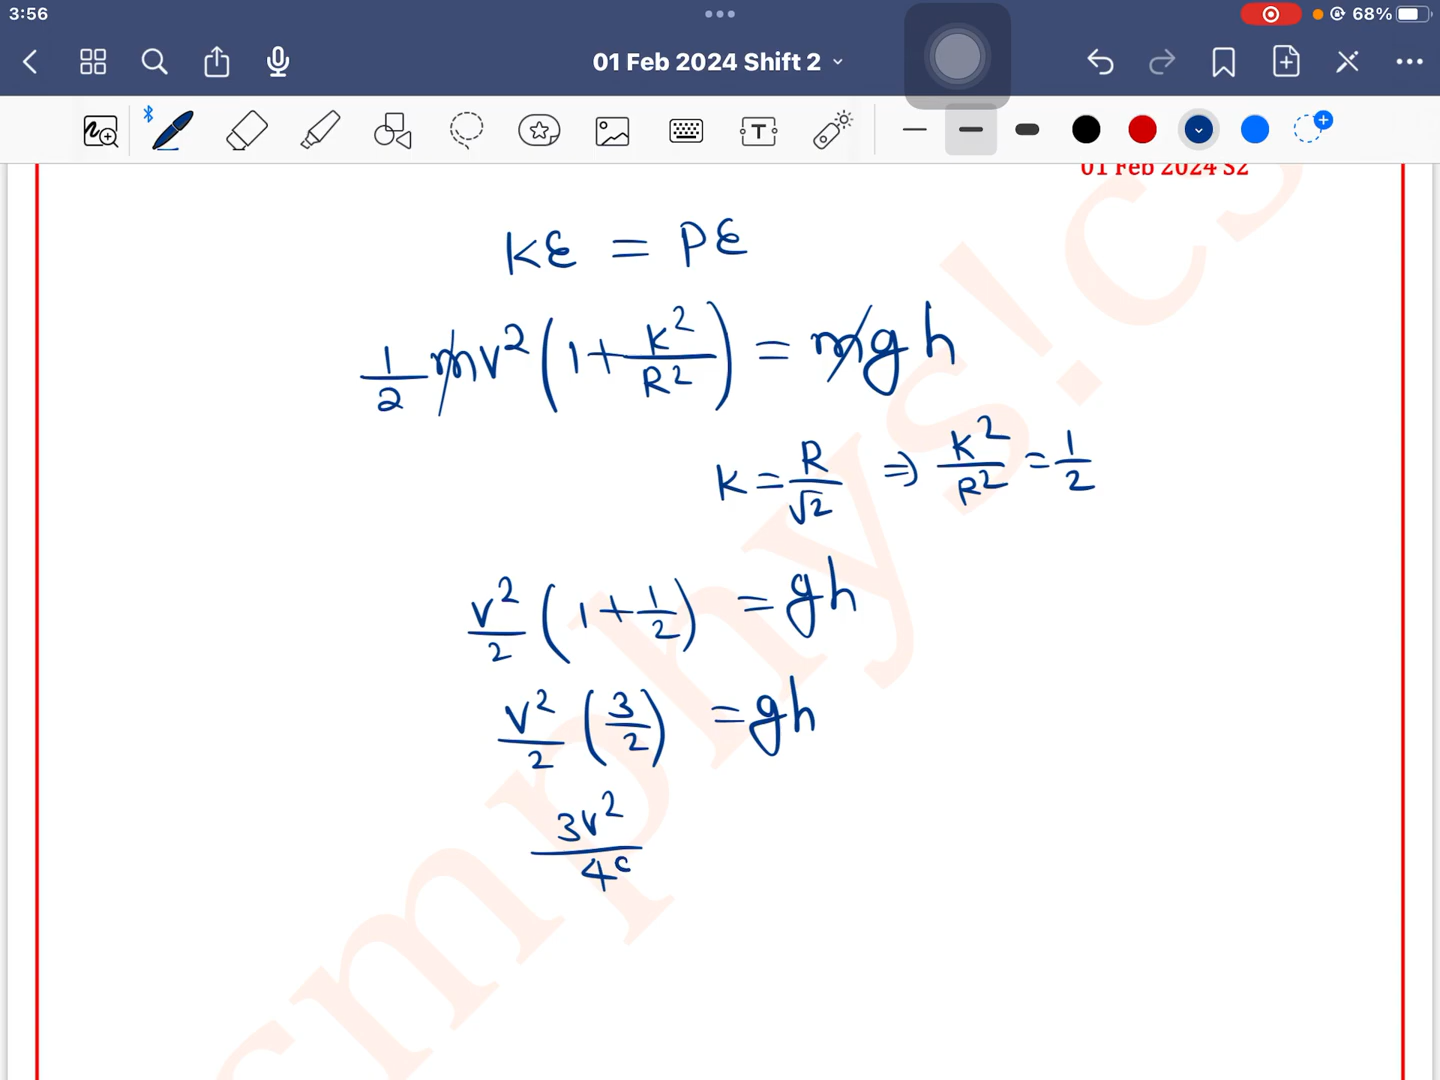 3:56
68%
01 Feb 2024 Shift 2
T
01 Feb 2024 S2
KE = PE
1/2 mv² (1 + K²/R²) = mgh
K = R/√2 ⇒ K²/R² = 1/2
v²/2 (1 + 1/2) = gh
v²/2 (3/2) = gh
3v²/4